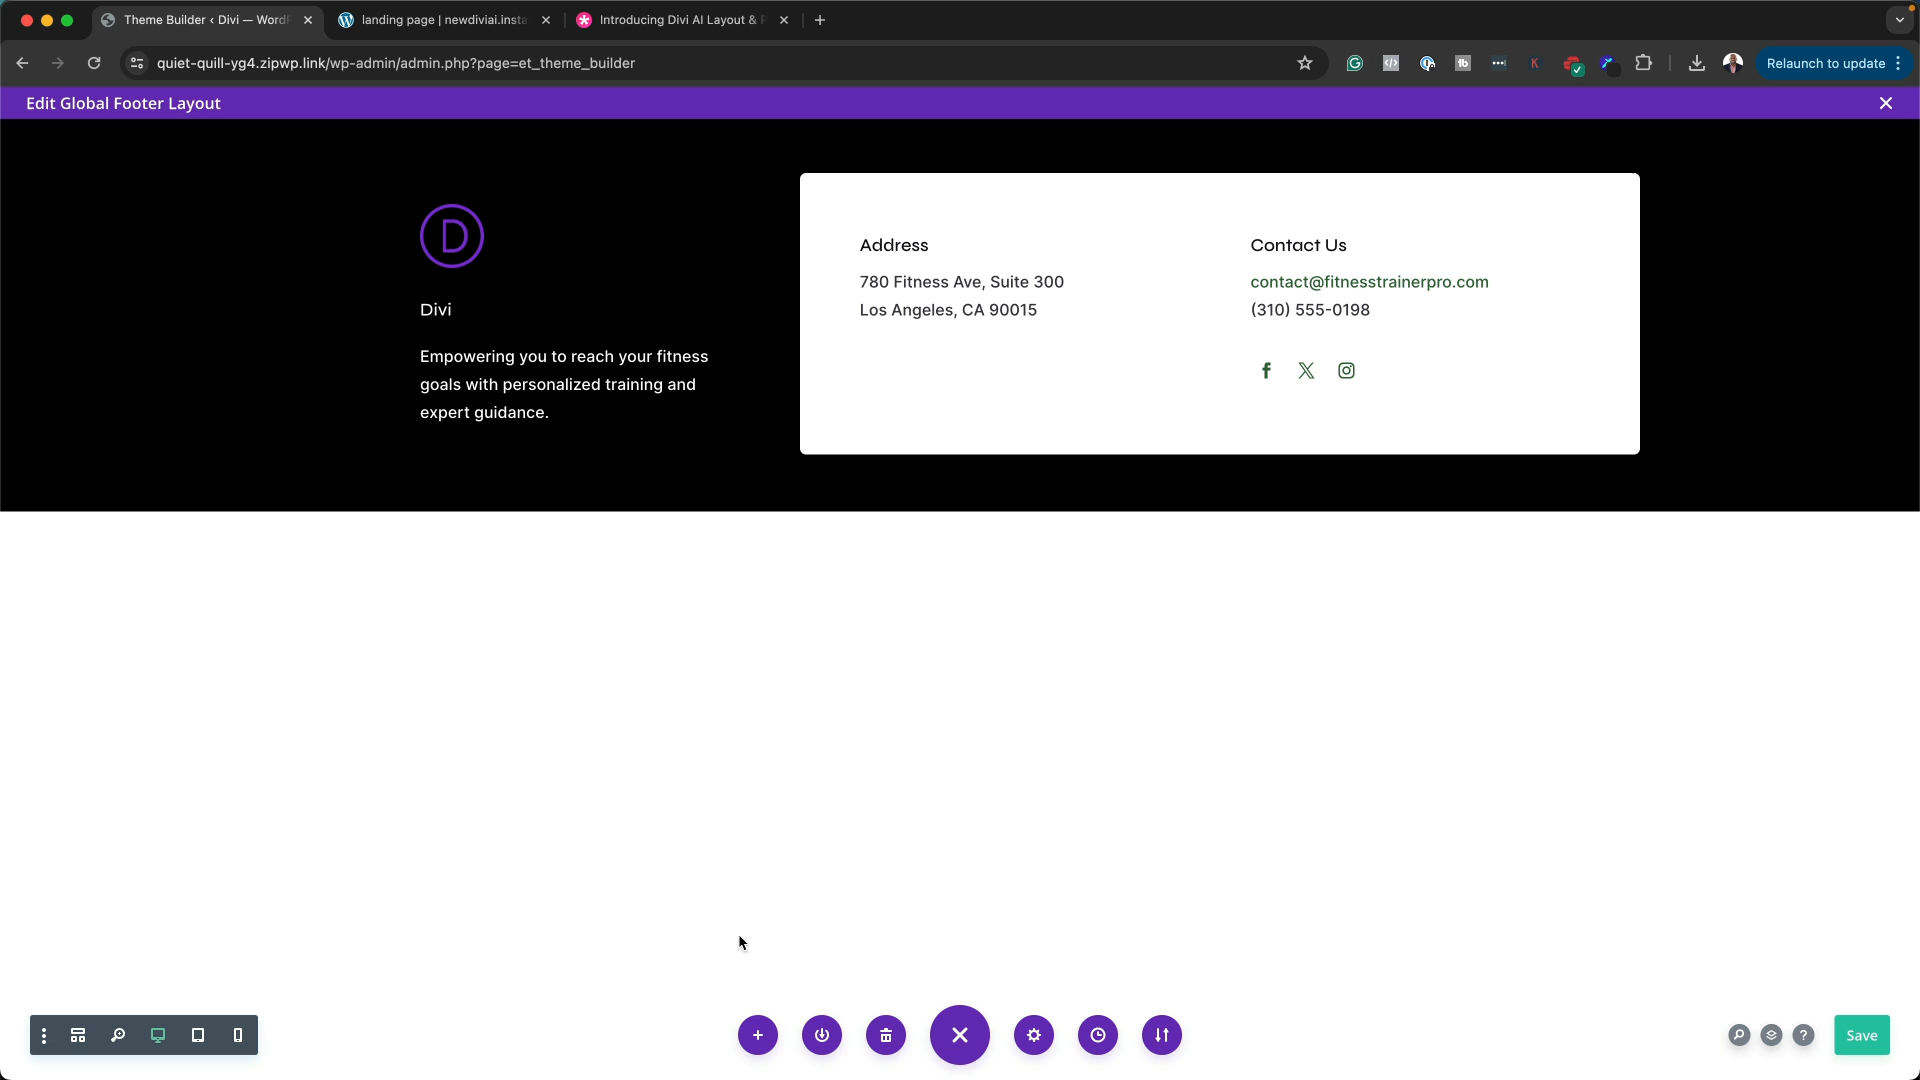 Theme Builder ‹ Divi — WordP
landing page | newdiviai.insta
Introducing Divi AI Layout & P
quiet-quill-yg4.zipwp.link/wp-admin/admin.php?page=et_theme_builder
Relaunch to update
Edit Global Footer Layout
D
Divi
Empowering you to reach your fitness
goals with personalized training and
expert guidance.
Address
780 Fitness Ave, Suite 300
Los Angeles, CA 90015
Contact Us
contact@fitnesstrainerpro.com
(310) 555-0198
Save